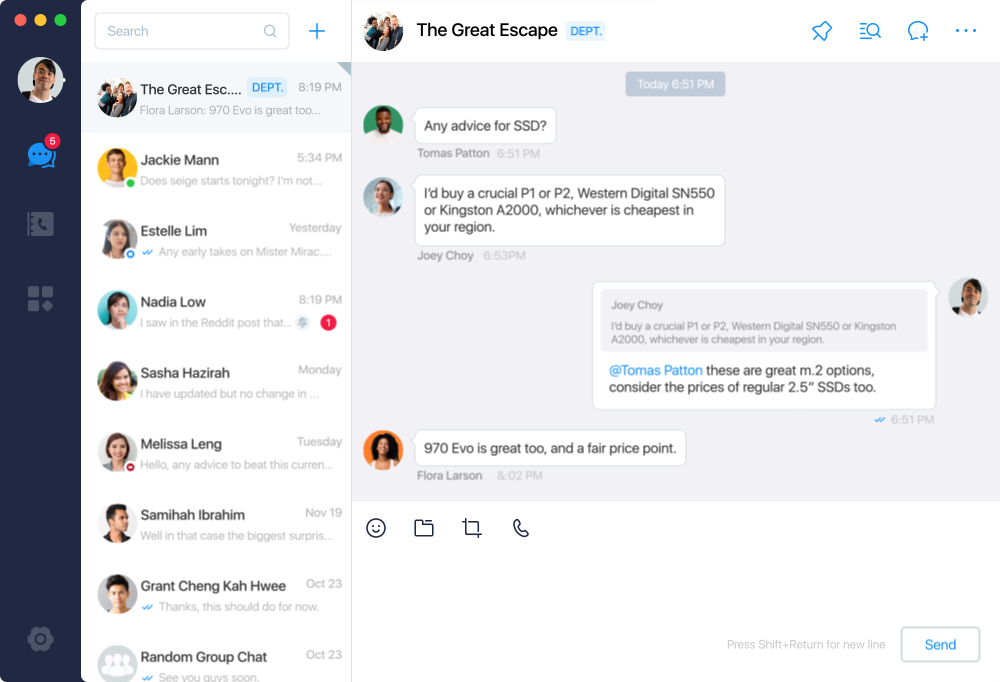 Search
The Great Escape DEPT.
5
The Great Esc.... DEPT. 8:19 PM
Flora Larson: 970 Evo is great too...
Jackie Mann 5:34 PM
Does seige starts tonight? I'm not...
Estelle Lim Yesterday
Any early takes on Mister Mirac....
Nadia Low 8:19 PM
I saw in the Reddit post that... 1
Sasha Hazirah Monday
I have updated but no change in ...
Melissa Leng Tuesday
Hello, any advice to beat this curren...
Samihah Ibrahim Nov 19
Well in that case the biggest surpris...
Grant Cheng Kah Hwee Oct 23
Thanks, this should do for now.
Random Group Chat Oct 23
See you guys soon.
Today 6:51 PM
Any advice for SSD?
Tomas Patton 6:51 PM
I'd buy a crucial P1 or P2, Western Digital SN550
or Kingston A2000, whichever is cheapest in
your region.
Joey Choy 6:53PM
Joey Choy
I'd buy a crucial P1 or P2, Western Digital SN550 or Kingston
A2000, whichever is cheapest in your region.
@Tomas Patton these are great m.2 options,
consider the prices of regular 2.5” SSDs too.
6:51 PM
970 Evo is great too, and a fair price point.
Flora Larson &:02 PM
Press Shift+Return for new line
Send